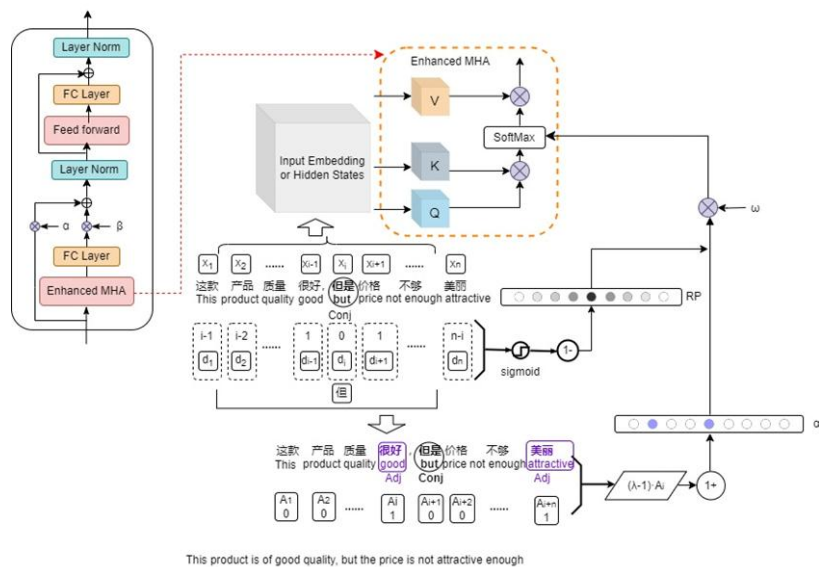 Layer Norm
FC Layer
Feed forward
Layer Norm
α
β
FC Layer
Enhanced MHA
Enhanced MHA
Input Embedding
or Hidden States
V
K
Q
SoftMax
ω
x1 x2 ...... xi-1 xi xi+1 ...... xn
这款 产品 质量 很好, 但是 价格 不够 美丽
This product quality good but price not enough attractive
Conj
RP
i-1 i-2 ...... 1 0 1 ...... n-i
d1 d2 di-1 di di+1 dn
但
sigmoid
1-
这款 产品 质量 很好 , 但是 价格 不够 美丽
This product quality good but price not enough attractive
Adj Conj Adj
A1 A2 ...... Ai Ai+1 Ai+2 ...... Ai+n
0 0 1 0 0 1
(λ-1)·Ai
1+
This product is of good quality, but the price is not attractive enough